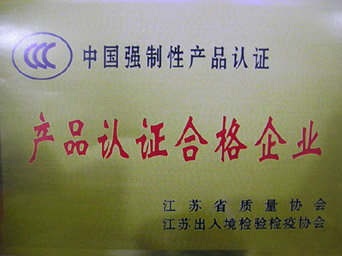 CCC 中国强制性产品认证
产品认证合格企业
江苏省质量协会
江苏出入境检验检疫协会